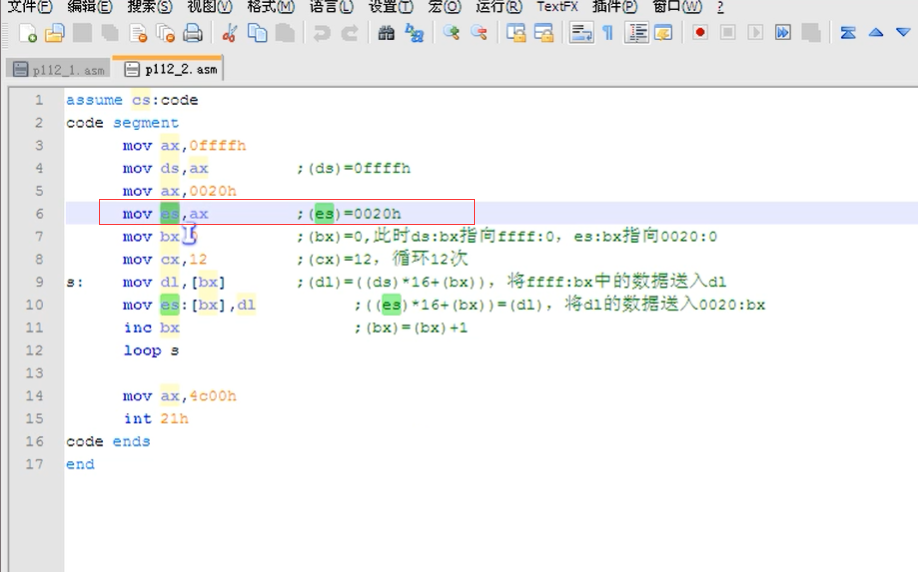 文件(F) 编辑(E) 搜索(S) 视图(V) 格式(M) 语言(L) 设置(T) 宏(O) 运行(R) TextFX 插件(P) 窗口(W) ?
p112_1.asm p112_2.asm
1 assume cs:code
2 code segment
3 mov ax,0ffffh
4 mov ds,ax ;(ds)=0ffffh
5 mov ax,0020h
6 mov es,ax ;(es)=0020h
7 mov bx ;(bx)=0,此时ds:bx指向ffff:0, es:bx指向0020:0
8 mov cx,12 ;(cx)=12, 循环12次
9 s: mov dl,[bx] ;(dl)=((ds)*16+(bx)), 将ffff:bx中的数据送入dl
10 mov es:[bx],dl ;((es)*16+(bx))=(dl), 将dl的数据送入0020:bx
11 inc bx ;(bx)=(bx)+1
12 loop s
13
14 mov ax,4c00h
15 int 21h
16 code ends
17 end